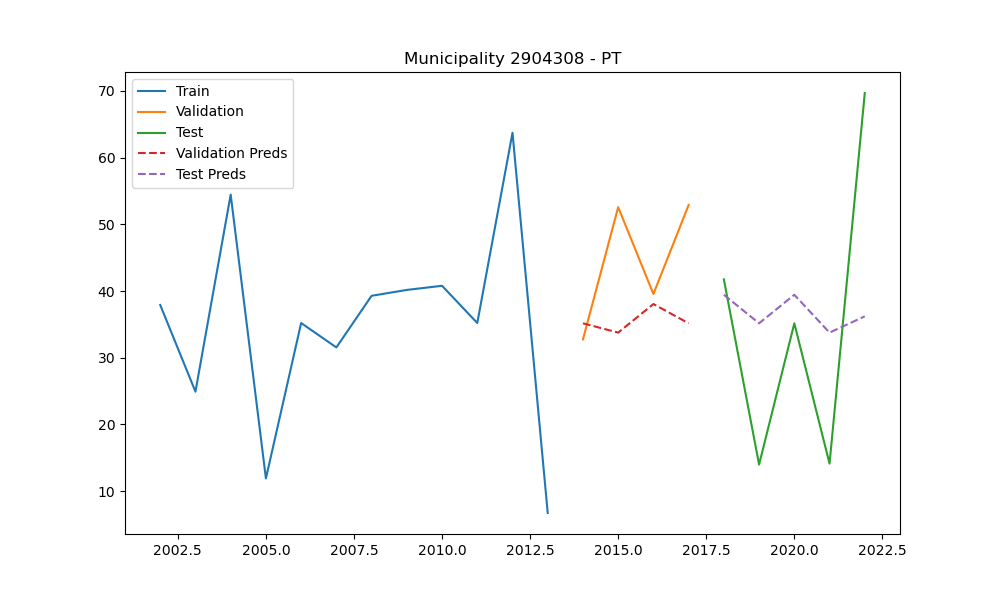 Municipality 2904308 - PT
Train
Validation
Test
Validation Preds
Test Preds
70
60
50
40
30
20
10
2002.5 2005.0 2007.5 2010.0 2012.5 2015.0 2017.5 2020.0 2022.5